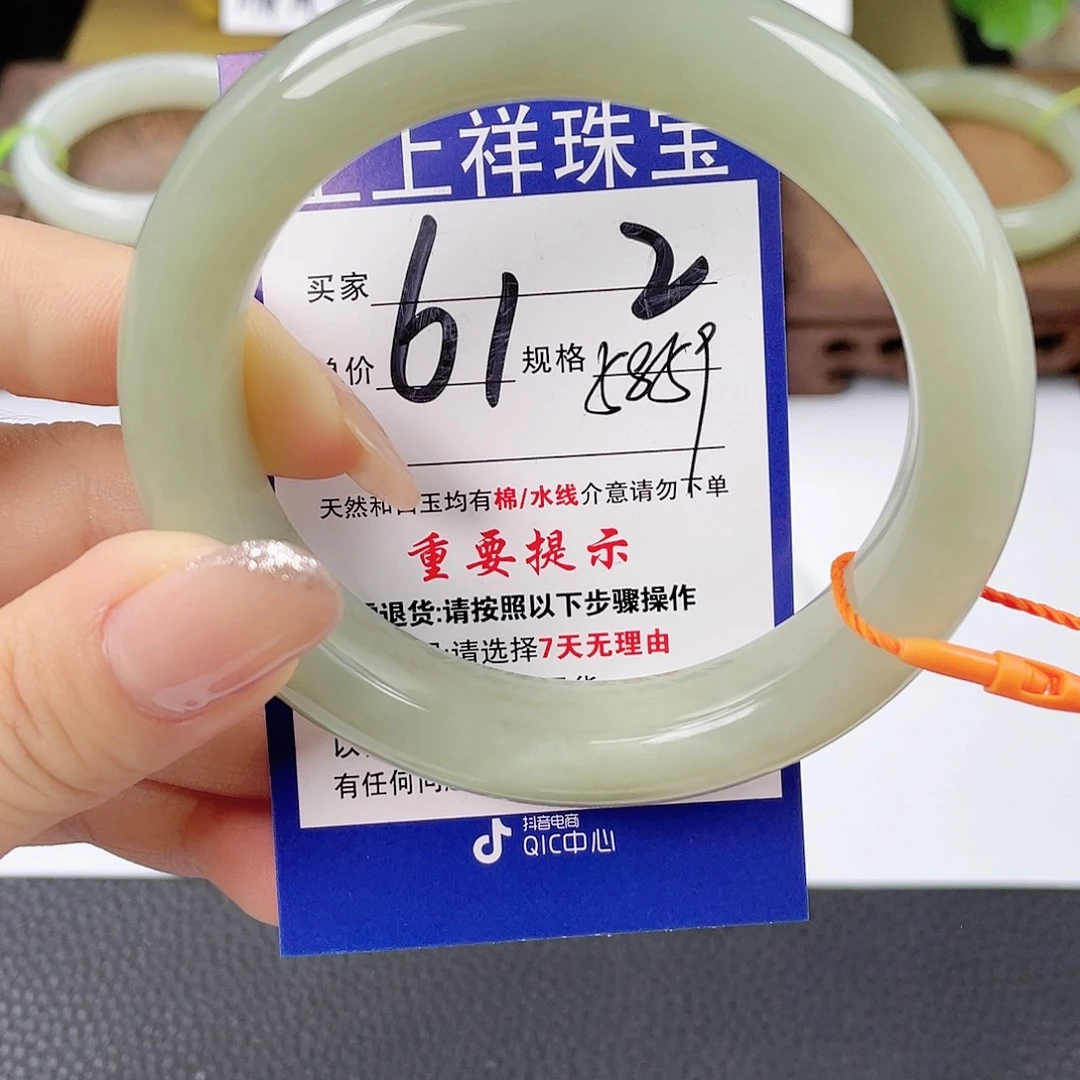 上祥珠宝
买家 2
单价 61 规格
天然和田玉均有棉/水线介意请勿下单
重要提示
退货:请按照以下步骤操作
:请选择7天无理由
以
有任何问
抖音电商
QIC中心